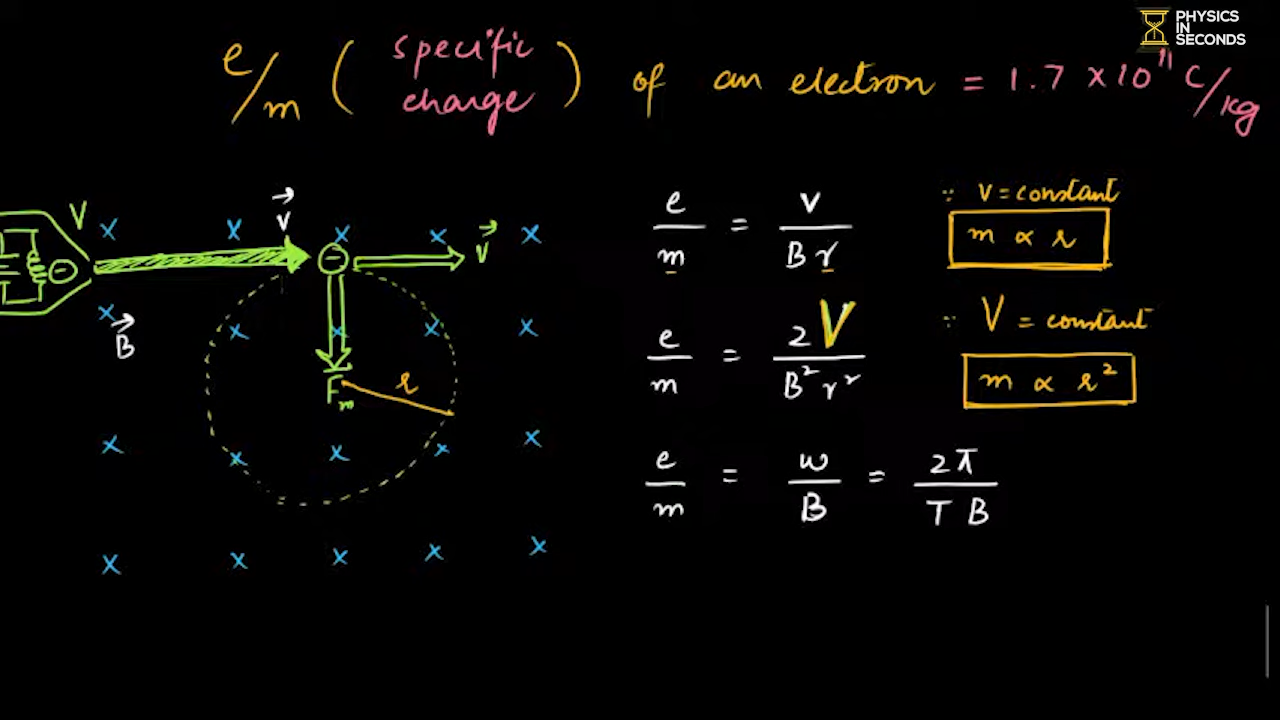 PHYSICS
IN
SECONDS
e/m (specific charge) of an electron = 1.7 × 10¹¹ C/kg
V
v⃗
v⃗
B⃗
Fₘ
r
e/m = v/Br
∵ v = constant
m ∝ r
e/m = 2V/B²r²
∵ V = constant
m ∝ r²
e/m = w/B = 2π/TB
x x x x x
x x x x x
x x x x x
x x x x x